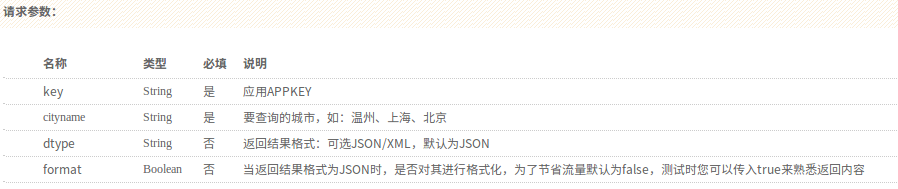 请求参数：
名称 类型 必填 说明
key String 是 应用APPKEY
cityname String 是 要查询的城市，如：温州、上海、北京
dtype String 否 返回结果格式：可选JSON/XML，默认为JSON
format Boolean 否 当返回结果格式为JSON时，是否对其进行格式化，为了节省流量默认为false，测试时您可以传入true来熟悉返回内容